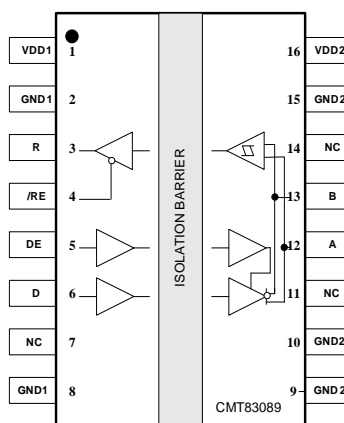 VDD1 1 16 VDD2
GND1 2 15 GND2
R 3 14 NC
/RE 4 13 B
DE 5 12 A
D 6 11 NC
NC 7 10 GND2
GND1 8 9 GND2
ISOLATION BARRIER
CMT83089